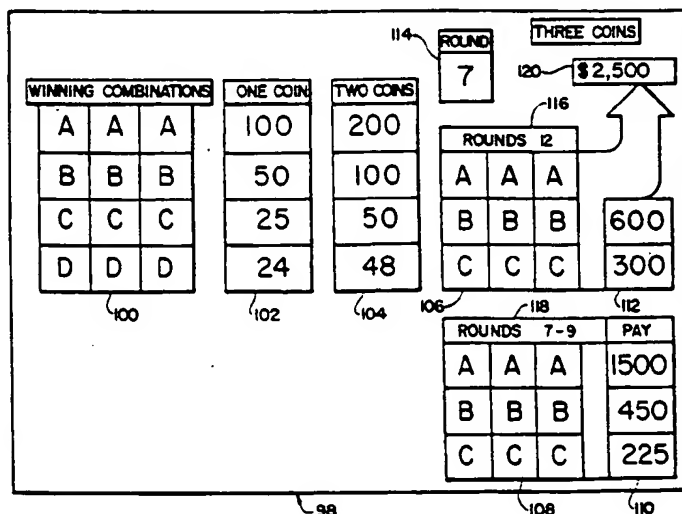 114
ROUND
7
THREE COINS
120
$2,500
WINNING COMBINATIONS
A A A
B B B
C C C
D D D
100
ONE COIN
100
50
25
24
102
TWO COINS
200
100
50
48
104
116
ROUNDS 12
A A A
B B B
C C C
106
600
300
112
118
ROUNDS 7-9 PAY
A A A 1500
B B B 450
C C C 225
108
110
98